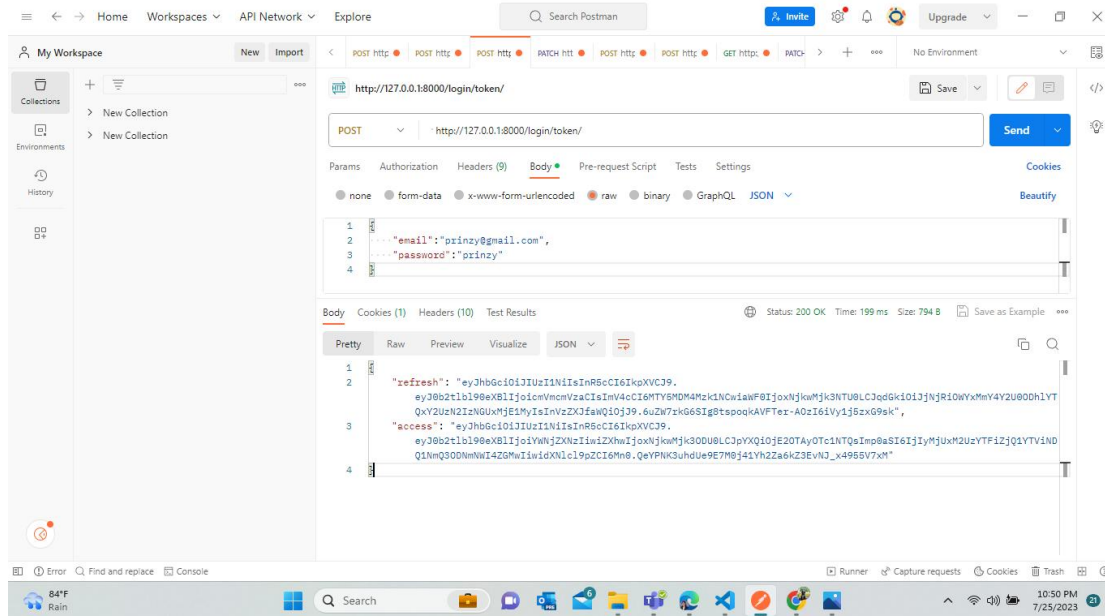 Home Workspaces API Network Explore Search Postman Invite Upgrade
My Workspace New Import POST http POST http POST http PATCH htt POST http POST http GET http: PATCH No Environment
Collections
Environments
History
New Collection
New Collection
HTTP http://127.0.0.1:8000/login/token/ Save
POST http://127.0.0.1:8000/login/token/ Send
Params Authorization Headers (9) Body Pre-request Script Tests Settings Cookies
none form-data x-www-form-urlencoded raw binary GraphQL JSON Beautify
1 {
2 "email":"prinzy@gmail.com",
3 "password":"prinzy"
4 }
Body Cookies (1) Headers (10) Test Results Status: 200 OK Time: 199 ms Size: 794 B Save as Example
Pretty Raw Preview Visualize JSON
1 {
2 "refresh": "eyJhbGciOiJIUzI1NiIsInR5cCI6IkpXVCJ9.
3 "access": "eyJhbGciOiJIUzI1NiIsInR5cCI6IkpXVCJ9.
4 }
Error Find and replace Console Runner Capture requests Cookies Trash
84°F
Rain
Search
6
10:50 PM
7/25/2023
21